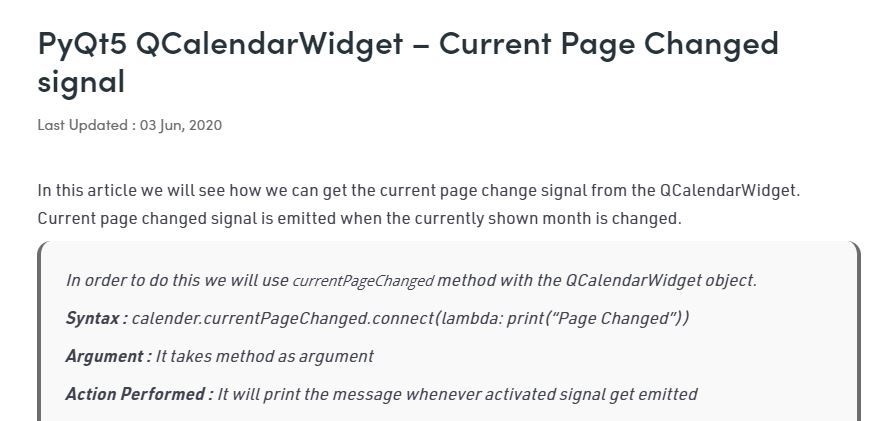 PyQt5 QCalendarWidget – Current Page Changed
signal
Last Updated : 03 Jun, 2020
In this article we will see how we can get the current page change signal from the QCalendarWidget.
Current page changed signal is emitted when the currently shown month is changed.
In order to do this we will use currentPageChanged method with the QCalendarWidget object.
Syntax : calender.currentPageChanged.connect(lambda: print(“Page Changed”))
Argument : It takes method as argument
Action Performed : It will print the message whenever activated signal get emitted